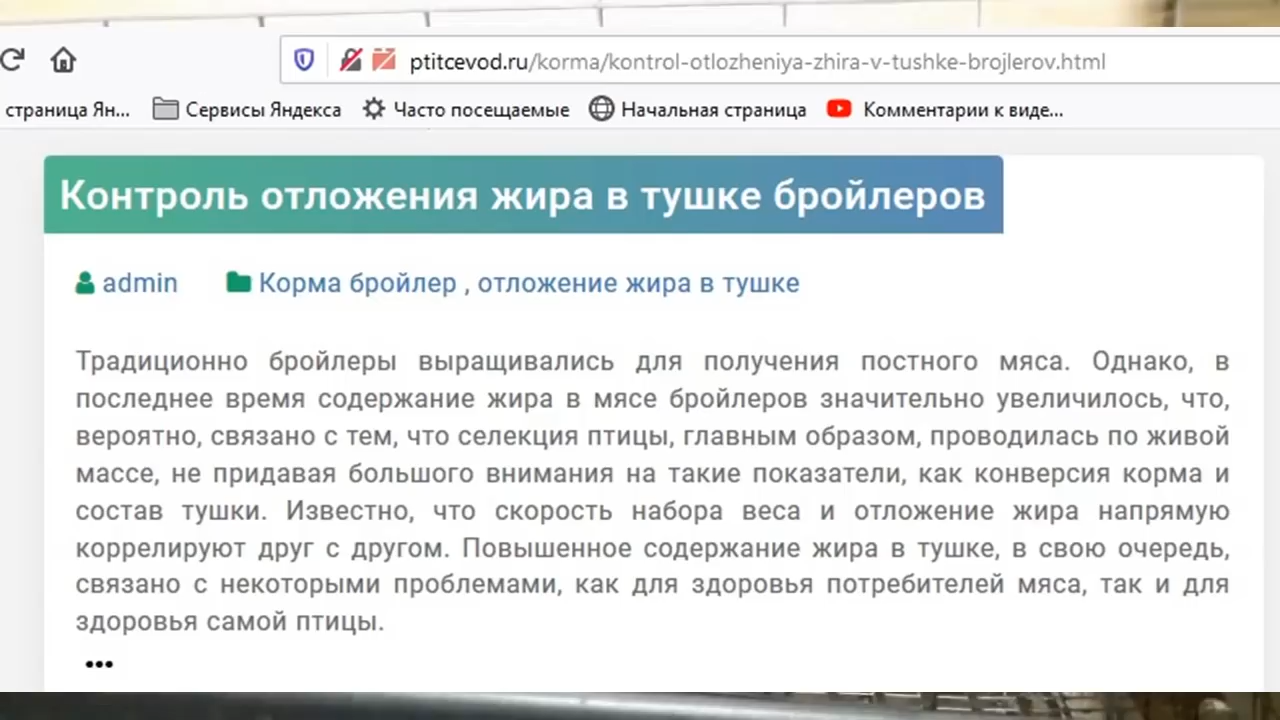 ptitcevod.ru/korma/kontrol-otlozheniya-zhira-v-tushke-brojlerov.html
страница Ян... Сервисы Яндекса Часто посещаемые Начальная страница Комментарии к виде...
Контроль отложения жира в тушке бройлеров
admin Корма бройлер , отложение жира в тушке
Традиционно бройлеры выращивались для получения постного мяса. Однако, в
последнее время содержание жира в мясе бройлеров значительно увеличилось, что,
вероятно, связано с тем, что селекция птицы, главным образом, проводилась по живой
массе, не придавая большого внимания на такие показатели, как конверсия корма и
состав тушки. Известно, что скорость набора веса и отложение жира напрямую
коррелируют друг с другом. Повышенное содержание жира в тушке, в свою очередь,
связано с некоторыми проблемами, как для здоровья потребителей мяса, так и для
здоровья самой птицы.
...